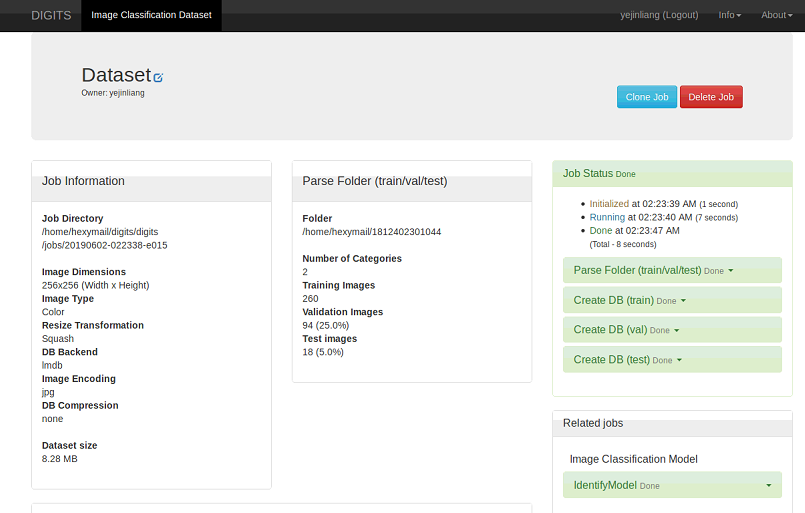 DIGITS Image Classification Dataset yejinliang (Logout) Info About
Dataset
Owner: yejinliang
Clone Job Delete Job
Job Information
Job Directory
/home/hexymail/digits/digits
/jobs/20190602-022338-e015
Image Dimensions
256x256 (Width x Height)
Image Type
Color
Resize Transformation
Squash
DB Backend
lmdb
Image Encoding
jpg
DB Compression
none
Dataset size
8.28 MB
Parse Folder (train/val/test)
Folder
/home/hexymail/1812402301044
Number of Categories
2
Training Images
260
Validation Images
94 (25.0%)
Test images
18 (5.0%)
Job Status Done
Initialized at 02:23:39 AM (1 second)
Running at 02:23:40 AM (7 seconds)
Done at 02:23:47 AM
(Total - 8 seconds)
Parse Folder (train/val/test) Done
Create DB (train) Done
Create DB (val) Done
Create DB (test) Done
Related jobs
Image Classification Model
IdentifyModel Done